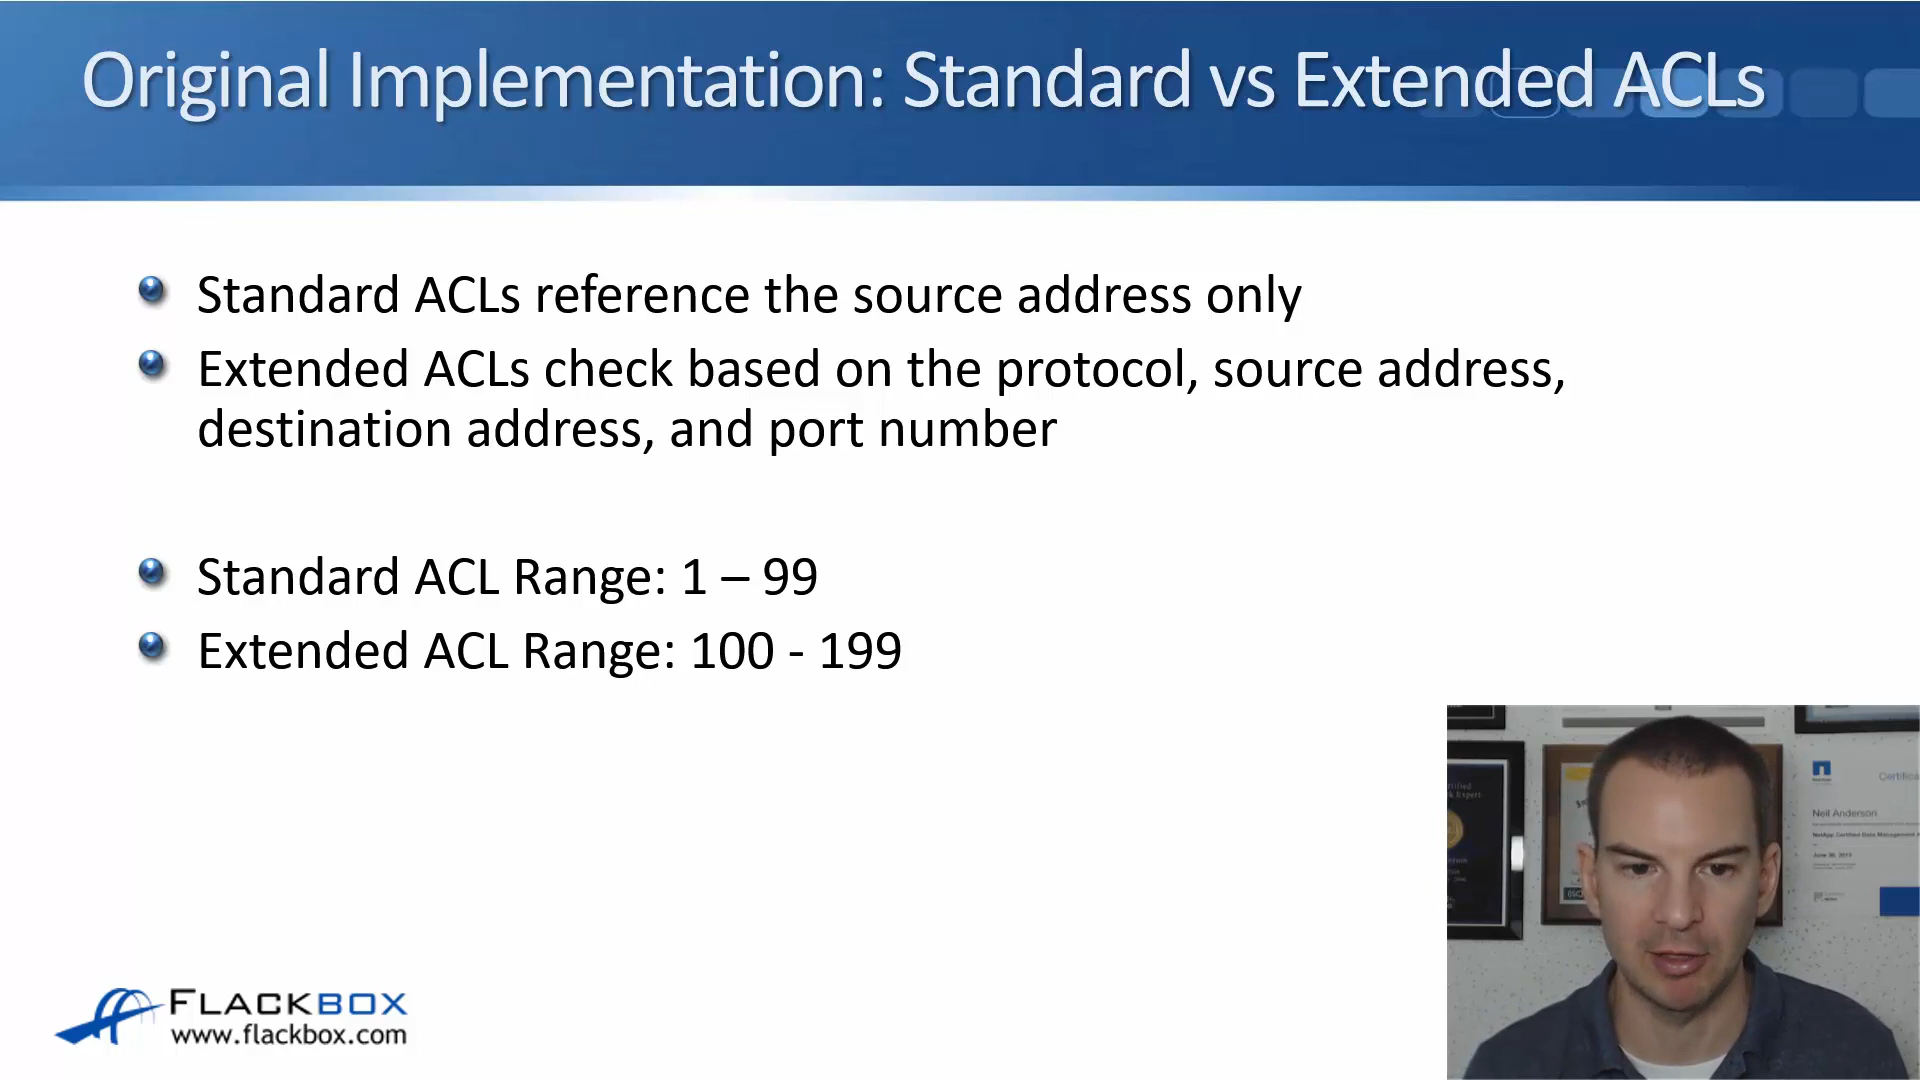 Original Implementation: Standard vs Extended ACLs
Standard ACLs reference the source address only
Extended ACLs check based on the protocol, source address,
destination address, and port number
Standard ACL Range: 1 – 99
Extended ACL Range: 100 - 199
FLACKBOX
www.flackbox.com
Neil Anderson